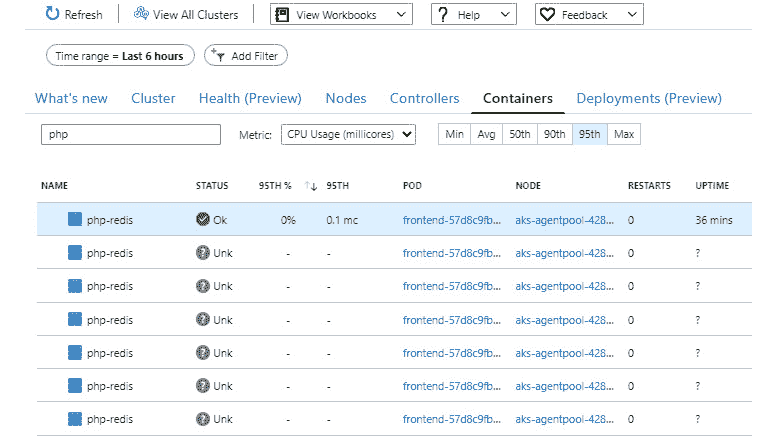 Refresh View All Clusters View Workbooks Help Feedback
Time range = Last 6 hours Add Filter
What's new Cluster Health (Preview) Nodes Controllers Containers Deployments (Preview)
php Metric: CPU Usage (millicores) Min Avg 50th 90th 95th Max
NAME STATUS 95TH % ↑↓ 95TH POD NODE RESTARTS UPTIME
php-redis Ok 0% 0.1 mc frontend-57d8c9fb... aks-agentpool-428... 0 36 mins
php-redis Unk - - frontend-57d8c9fb... aks-agentpool-428... 0 ?
php-redis Unk - - frontend-57d8c9fb... aks-agentpool-428... 0 ?
php-redis Unk - - frontend-57d8c9fb... aks-agentpool-428... 0 ?
php-redis Unk - - frontend-57d8c9fb... aks-agentpool-428... 0 ?
php-redis Unk - - frontend-57d8c9fb... aks-agentpool-428... 0 ?
php-redis Unk - - frontend-57d8c9fb... aks-agentpool-428... 0 ?